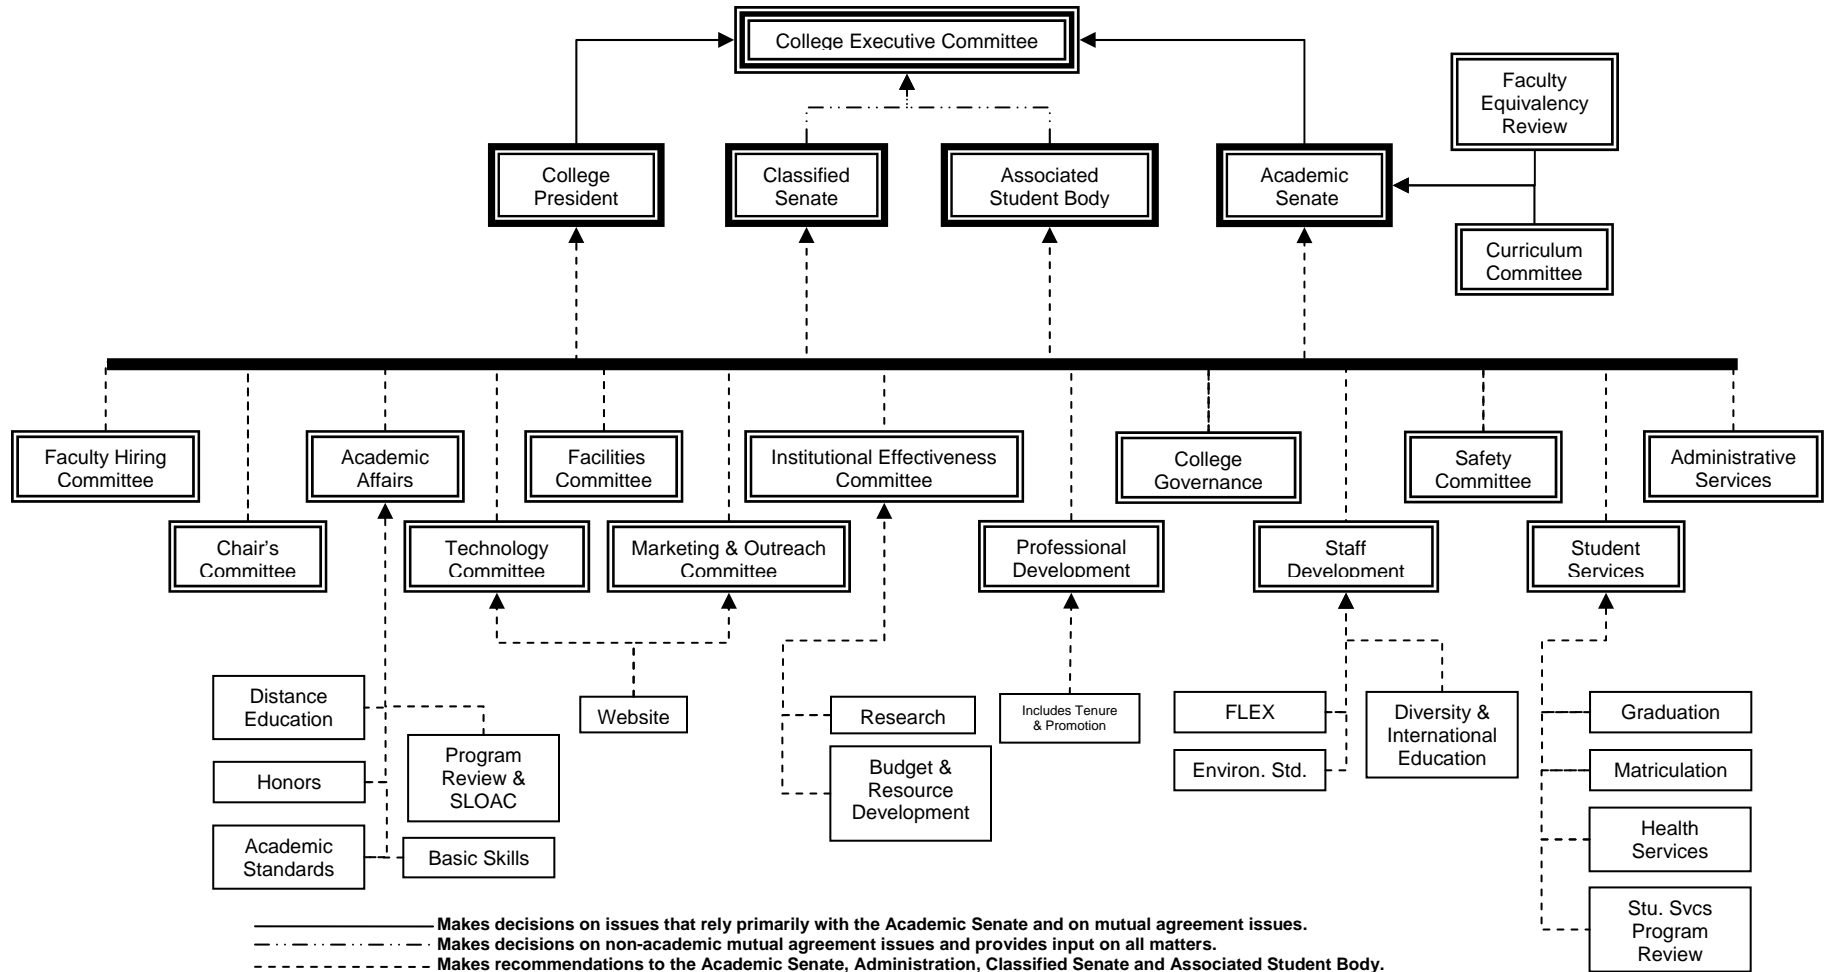 College Executive Committee
Faculty
Equivalency
Review
College
President
Classified
Senate
Associated
Student Body
Academic
Senate
Curriculum
Committee
Faculty Hiring
Committee
Academic
Affairs
Facilities
Committee
Institutional Effectiveness
Committee
College
Governance
Safety
Committee
Administrative
Services
Chair's
Committee
Technology
Committee
Marketing & Outreach
Committee
Professional
Development
Staff
Development
Student
Services
Distance
Education
Program
Review &
SLOAC
Honors
Academic
Standards
Basic Skills
Website
Research
Budget &
Resource
Development
Includes Tenure
& Promotion
FLEX
Environ. Std.
Diversity &
International
Education
Graduation
Matriculation
Health
Services
Stu. Svcs
Program
Review
Makes decisions on issues that rely primarily with the Academic Senate and on mutual agreement issues.
Makes decisions on non-academic mutual agreement issues and provides input on all matters.
Makes recommendations to the Academic Senate, Administration, Classified Senate and Associated Student Body.